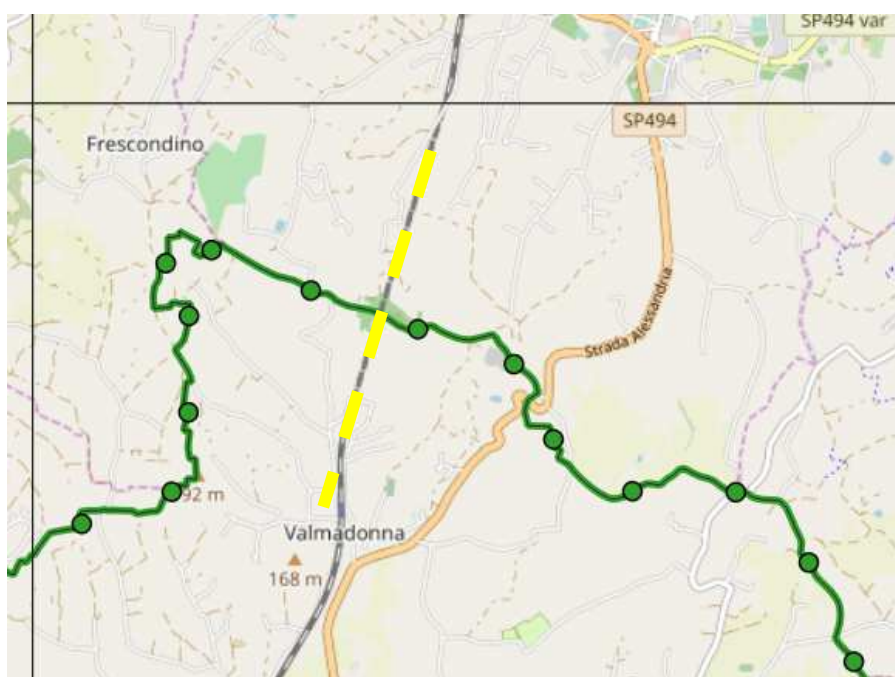 SP494 var
SP494
Frescondino
Strada Alessandria
92 m
Valmadonna
168 m